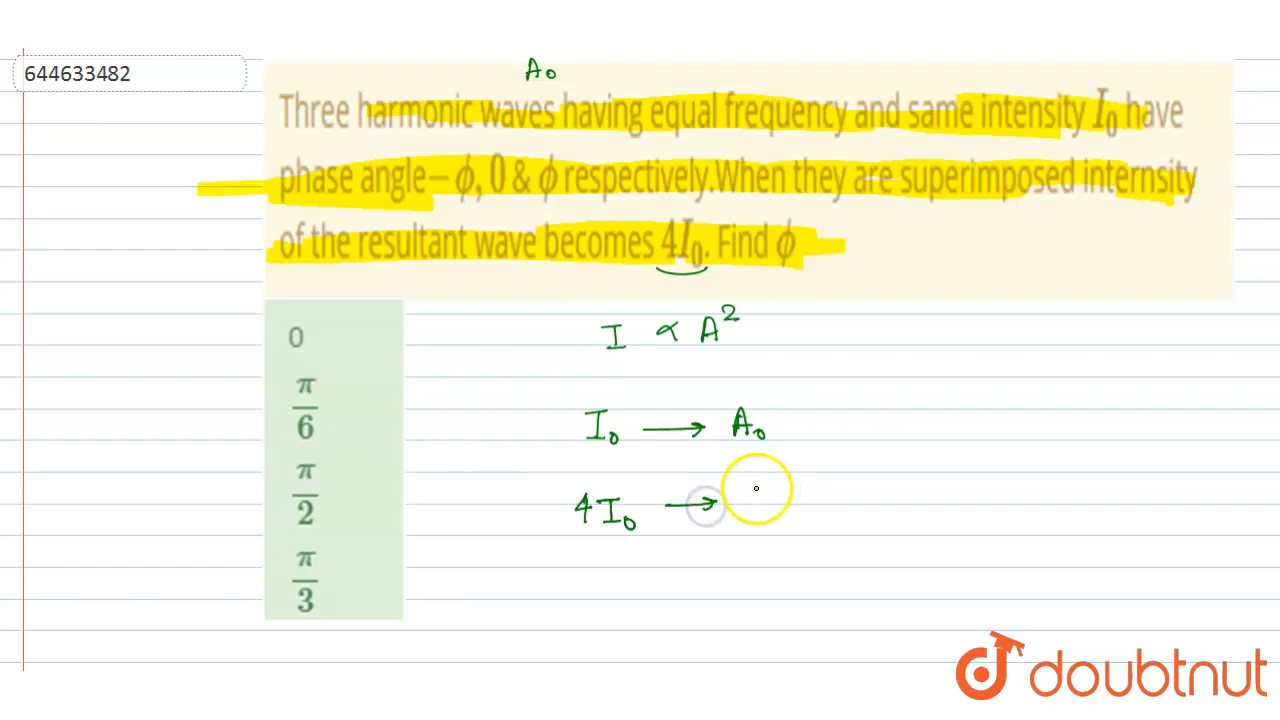 644633482
A₀
Three harmonic waves having equal frequency and same intensity I₀ have
phase angle−ϕ, 0 & ϕ respectively.When they are superimposed internsity
of the resultant wave becomes 4I₀. Find ϕ
0
π/6
π/2
π/3
I ∝ A²
I₀ → A₀
4I₀ →
doubtnut